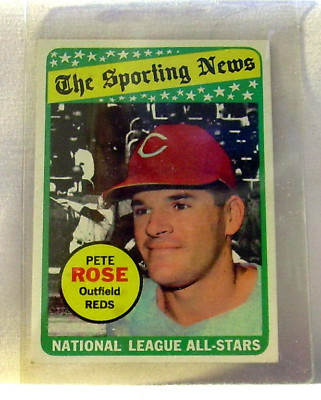 The Sporting News
C
PETE
ROSE
Outfield
REDS
NATIONAL LEAGUE ALL-STARS